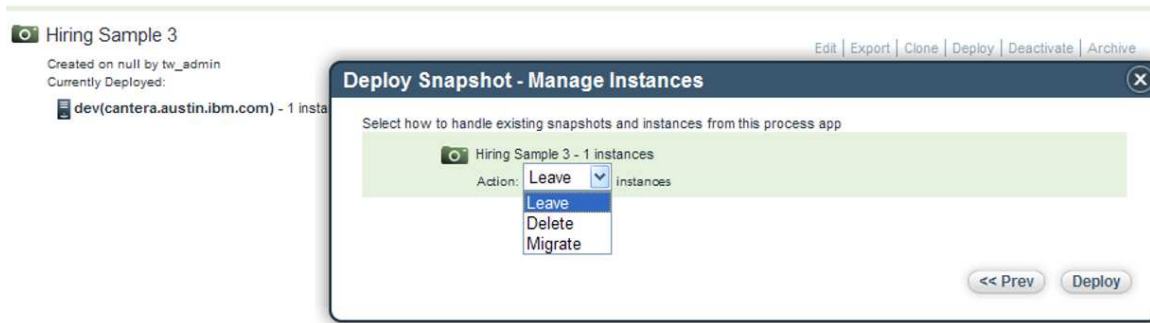 Hiring Sample 3
Edit | Export | Clone | Deploy | Deactivate | Archive
Created on null by tw_admin
Currently Deployed:
dev(cantera.austin.ibm.com) - 1 insta
Deploy Snapshot - Manage Instances
Select how to handle existing snapshots and instances from this process app
Hiring Sample 3 - 1 instances
Action: Leave instances
Leave
Delete
Migrate
<< Prev Deploy